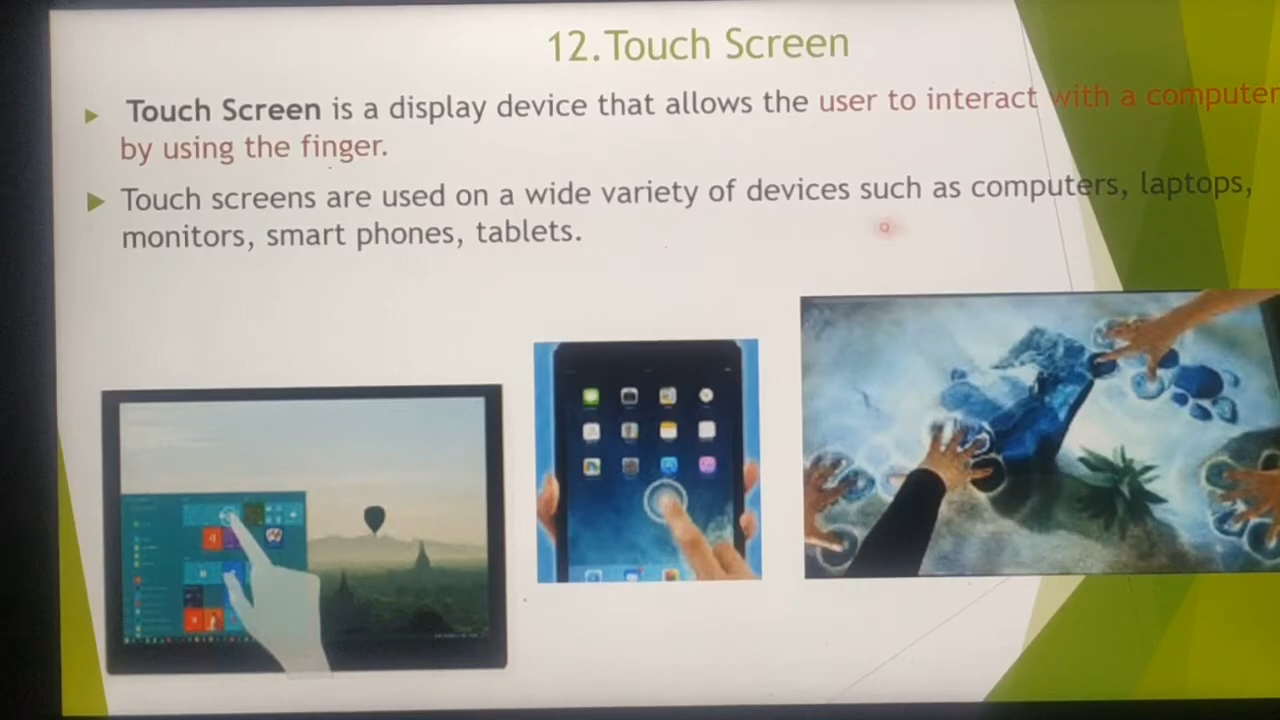 12.Touch Screen
Touch Screen is a display device that allows the user to interact with a computer
by using the finger.
Touch screens are used on a wide variety of devices such as computers, laptops,
monitors, smart phones, tablets.